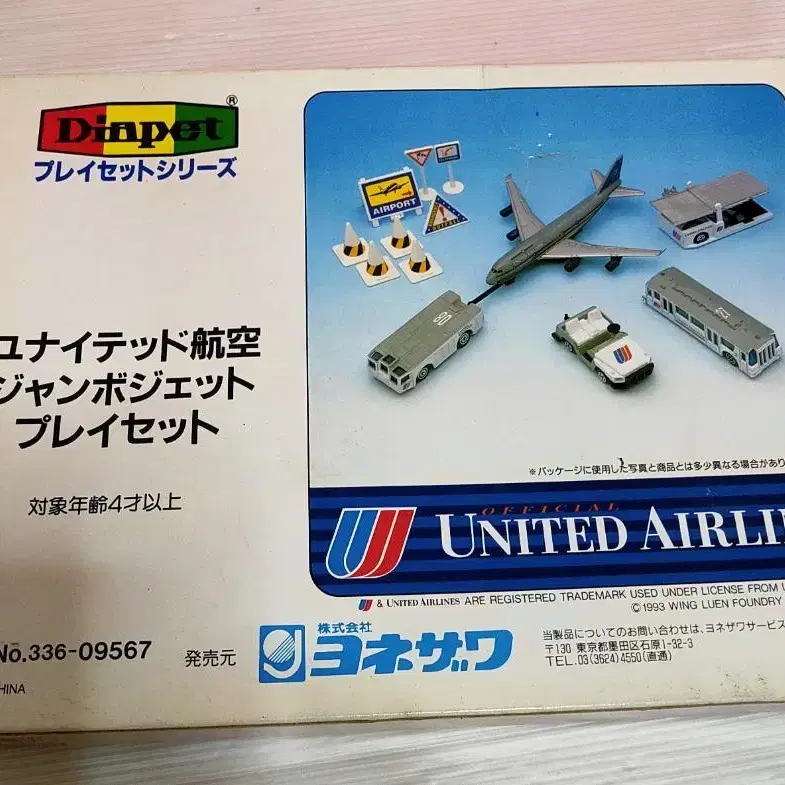 Diapet®
プレイセットシリーズ
ユナイテッド航空
ジャンボジェット
プレイセット
対象年齢4才以上
AIRPORT
80
※パッケージに使用した写真と商品とは多少異なる場合があり
OFFICIAL
UNITED AIRLI
& UNITED AIRLINES ARE REGISTERED TRADEMARK USED UNDER LICENSE FROM U
© 1993 WING LUEN FOUNDRY
No.336-09567
発売元
株式会社
ヨネザワ
当製品についてのお問い合わせは、ヨネザワサービス
〒130 東京都墨田区石原1-32-3
TEL.03(3624)4550(直通)
HINA